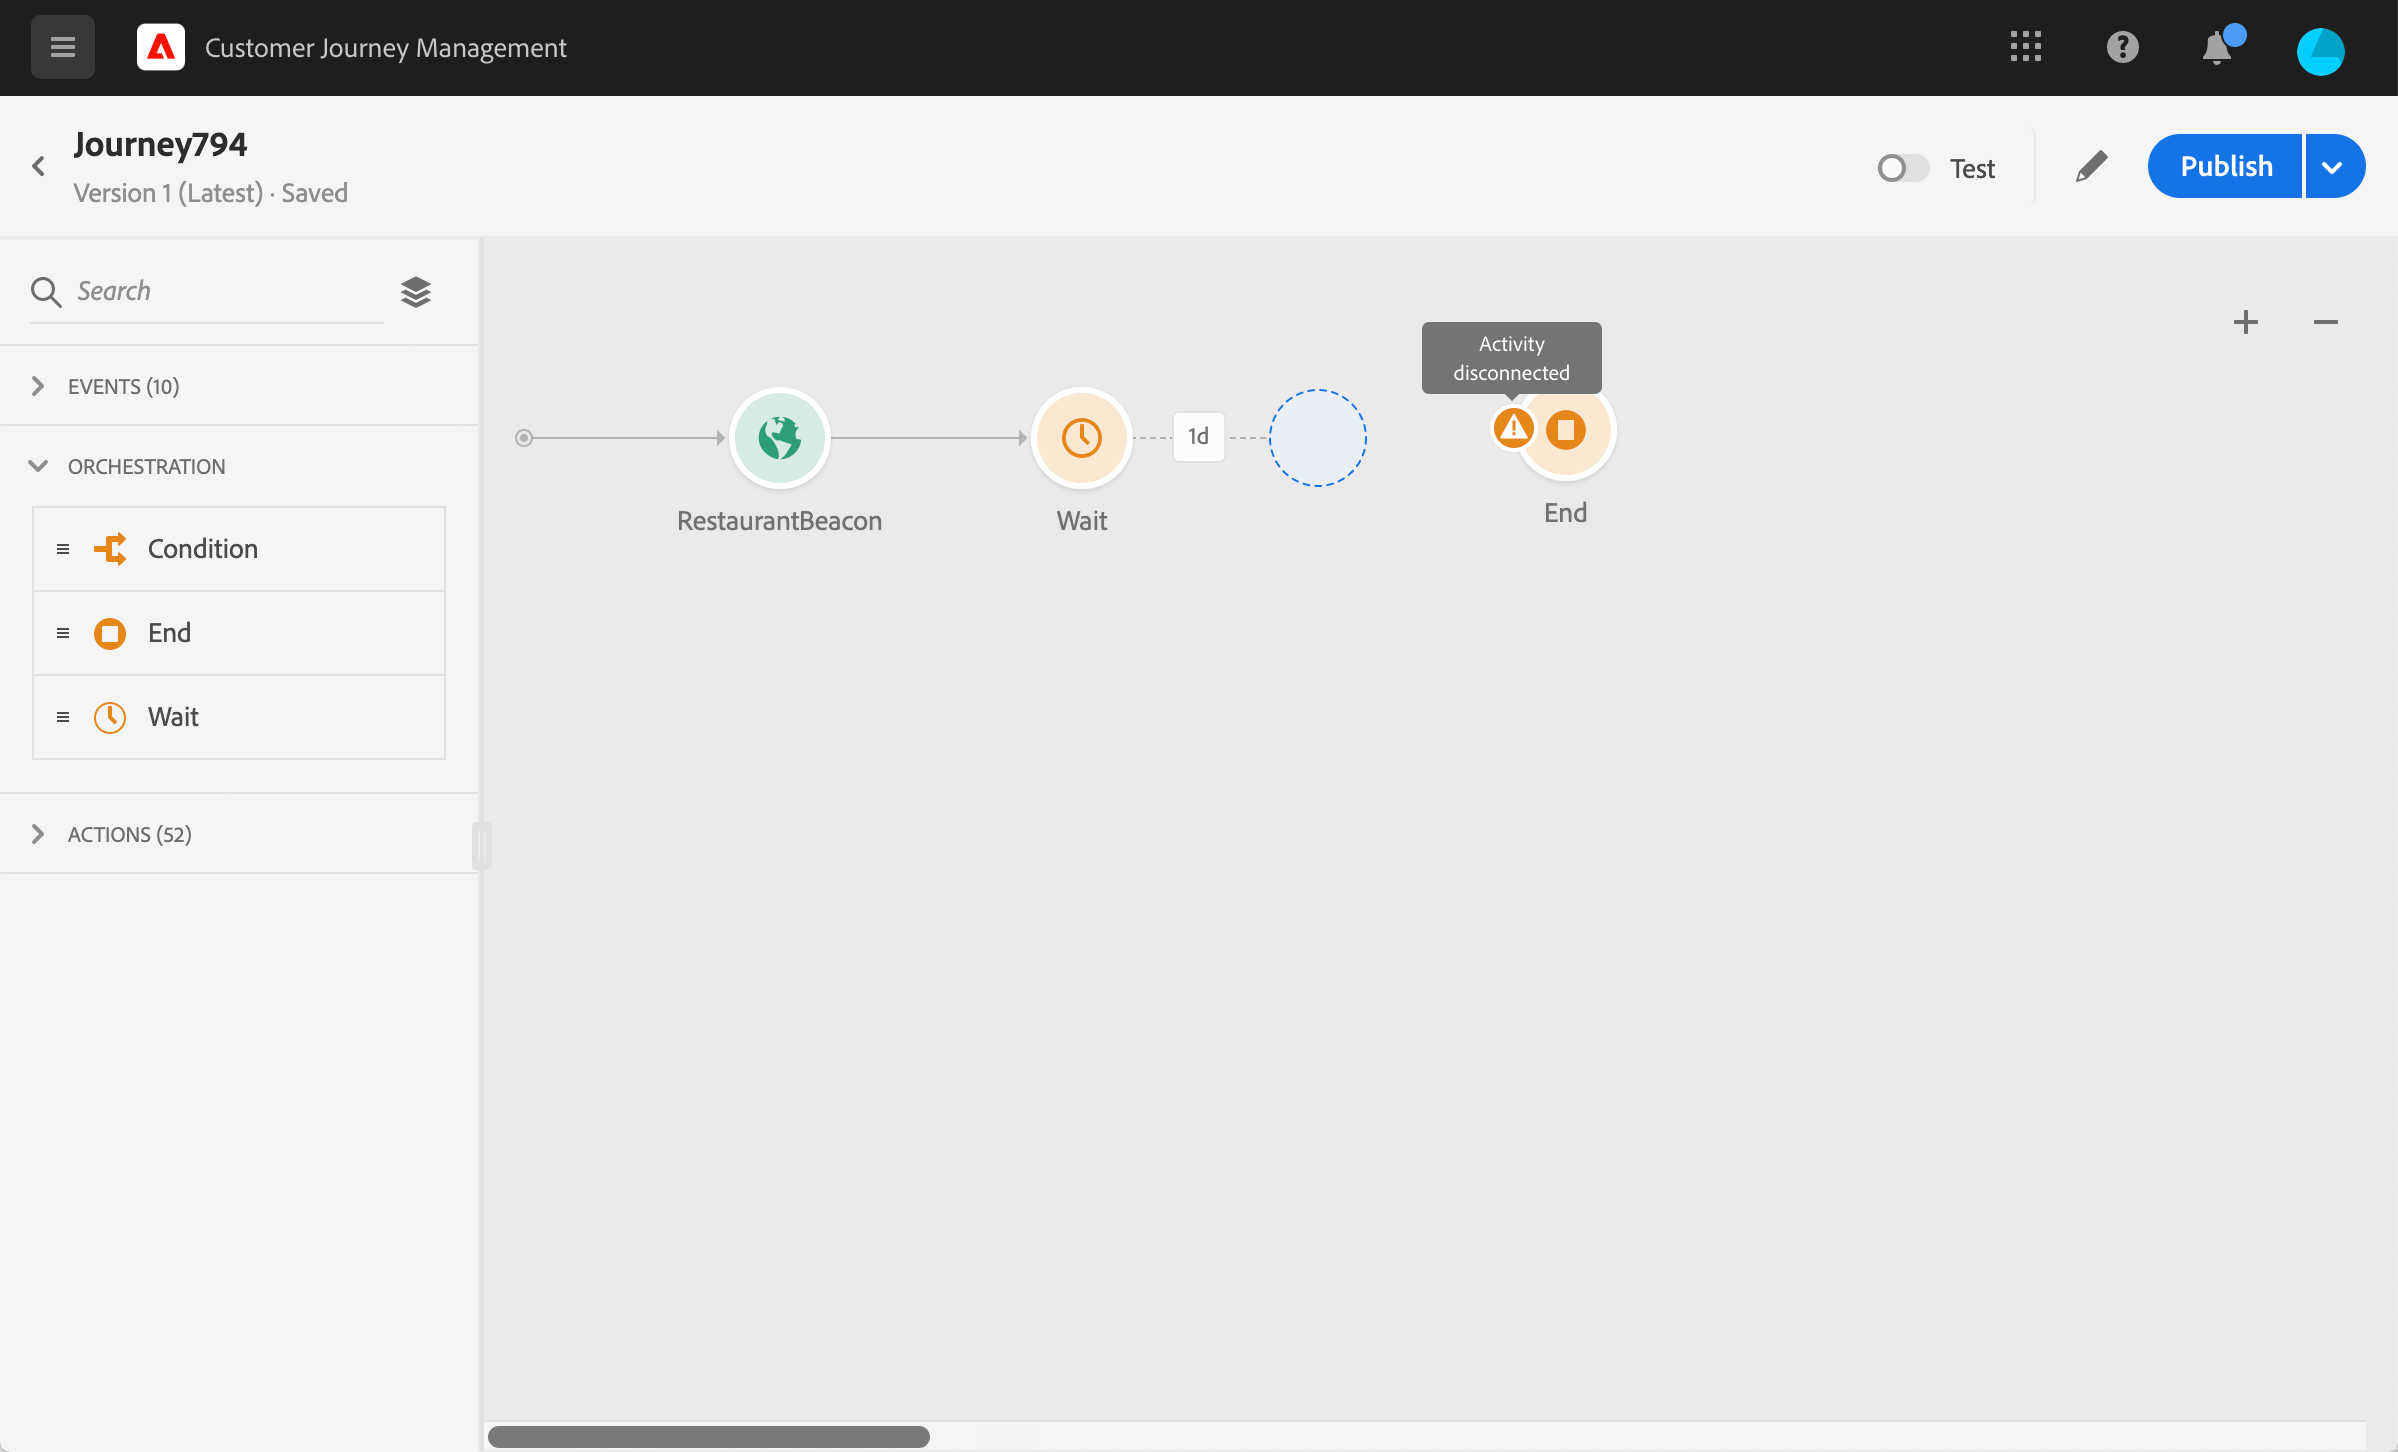 Customer Journey Management
Journey794
Version 1 (Latest) · Saved
Test
Publish
Search
EVENTS (10)
ORCHESTRATION
Condition
End
Wait
ACTIONS (52)
RestaurantBeacon
Wait
1d
Activity
disconnected
End